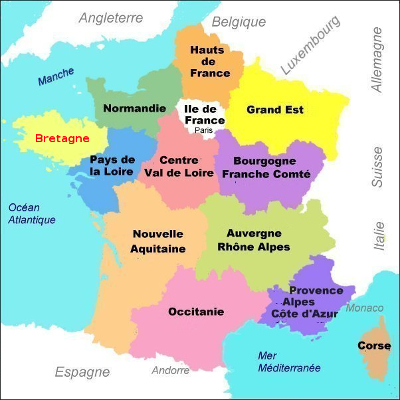 Angleterre
Belgique
Luxembourg
Allemagne
Hauts
de
France
Manche
Normandie
Ile de
France
Paris
Grand Est
Bretagne
Pays de
la Loire
Centre
Val de Loire
Bourgogne
Franche Comté
Suisse
Océan
Atlantique
Nouvelle
Aquitaine
Auvergne
Rhône Alpes
Italie
Provence
Alpes
Côte d'Azur
Monaco
Occitanie
Corse
Mer
Méditerranée
Espagne
Andorre